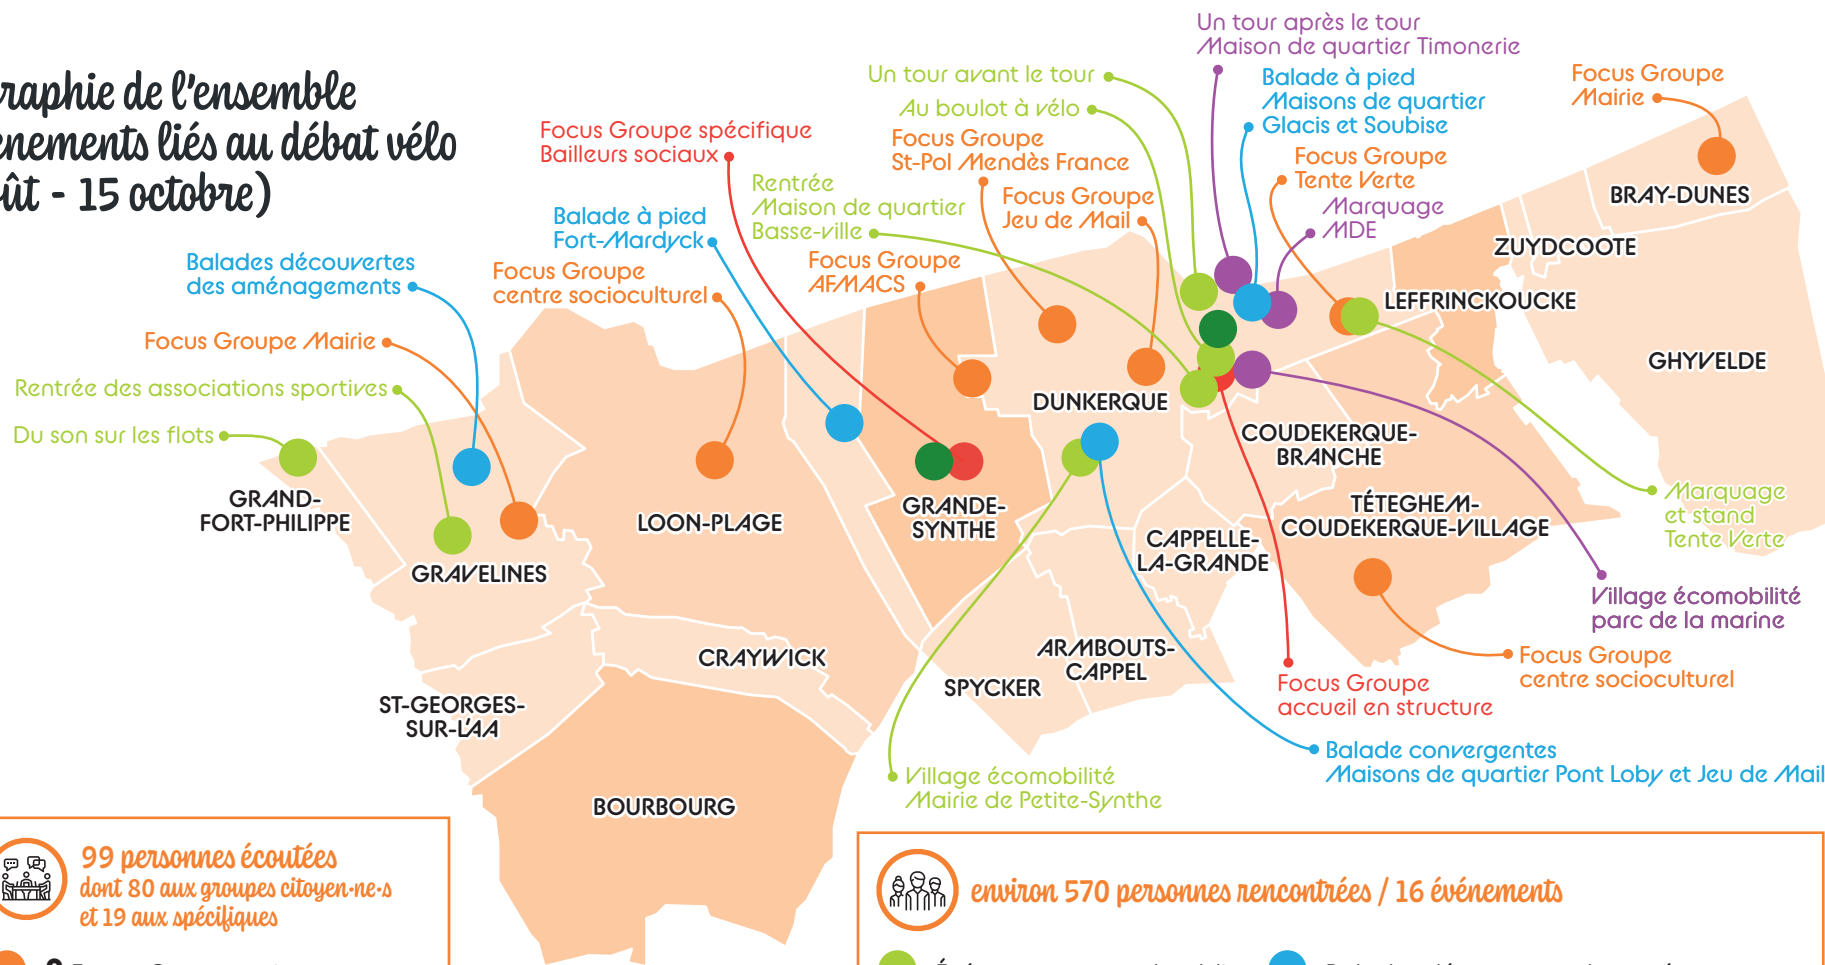 raphie de l'ensemble
énements liés au débat vélo
ût - 15 octobre)
Un tour après le tour
Maison de quartier Timonerie
Un tour avant le tour
Au boulot à vélo
Balade à pied
Maisons de quartier
Glacis et Soubise
Focus Groupe
Mairie
Focus Groupe spécifique
Bailleurs sociaux
Focus Groupe
St-Pol Mendès France
Focus Groupe
Tente Verte
Rentrée
Maison de quartier
Basse-ville
Focus Groupe
Jeu de Mail
Marquage
MDE
Balade à pied
Fort-Mardyck
Focus Groupe
AFMACS
Balades découvertes
des aménagements
Focus Groupe
centre socioculturel
Focus Groupe Mairie
Rentrée des associations sportives
Du son sur les flots
BRAY-DUNES
ZUYDCOOTE
LEFFRINCKOUCKE
GHYVELDE
DUNKERQUE
COUDEKERQUE-
BRANCHE
GRAND-
FORT-PHILIPPE
LOON-PLAGE
GRANDE-
SYNTHE
TÉTEGHEM-
COUDEKERQUE-VILLAGE
CAPPELLE-
LA-GRANDE
GRAVELINES
Marquage
et stand
Tente Verte
Village écomobilité
parc de la marine
CRAYWICK
ARMBOUTS-
CAPPEL
SPYCKER
Focus Groupe
centre socioculturel
Focus Groupe
accueil en structure
ST-GEORGES-
SUR-L'AA
Balade convergentes
Maisons de quartier Pont Loby et Jeu de Mail
Village écomobilité
Mairie de Petite-Synthe
BOURBOURG
99 personnes écoutées
dont 80 aux groupes citoyen·ne·s
et 19 aux spécifiques
environ 570 personnes rencontrées / 16 événements